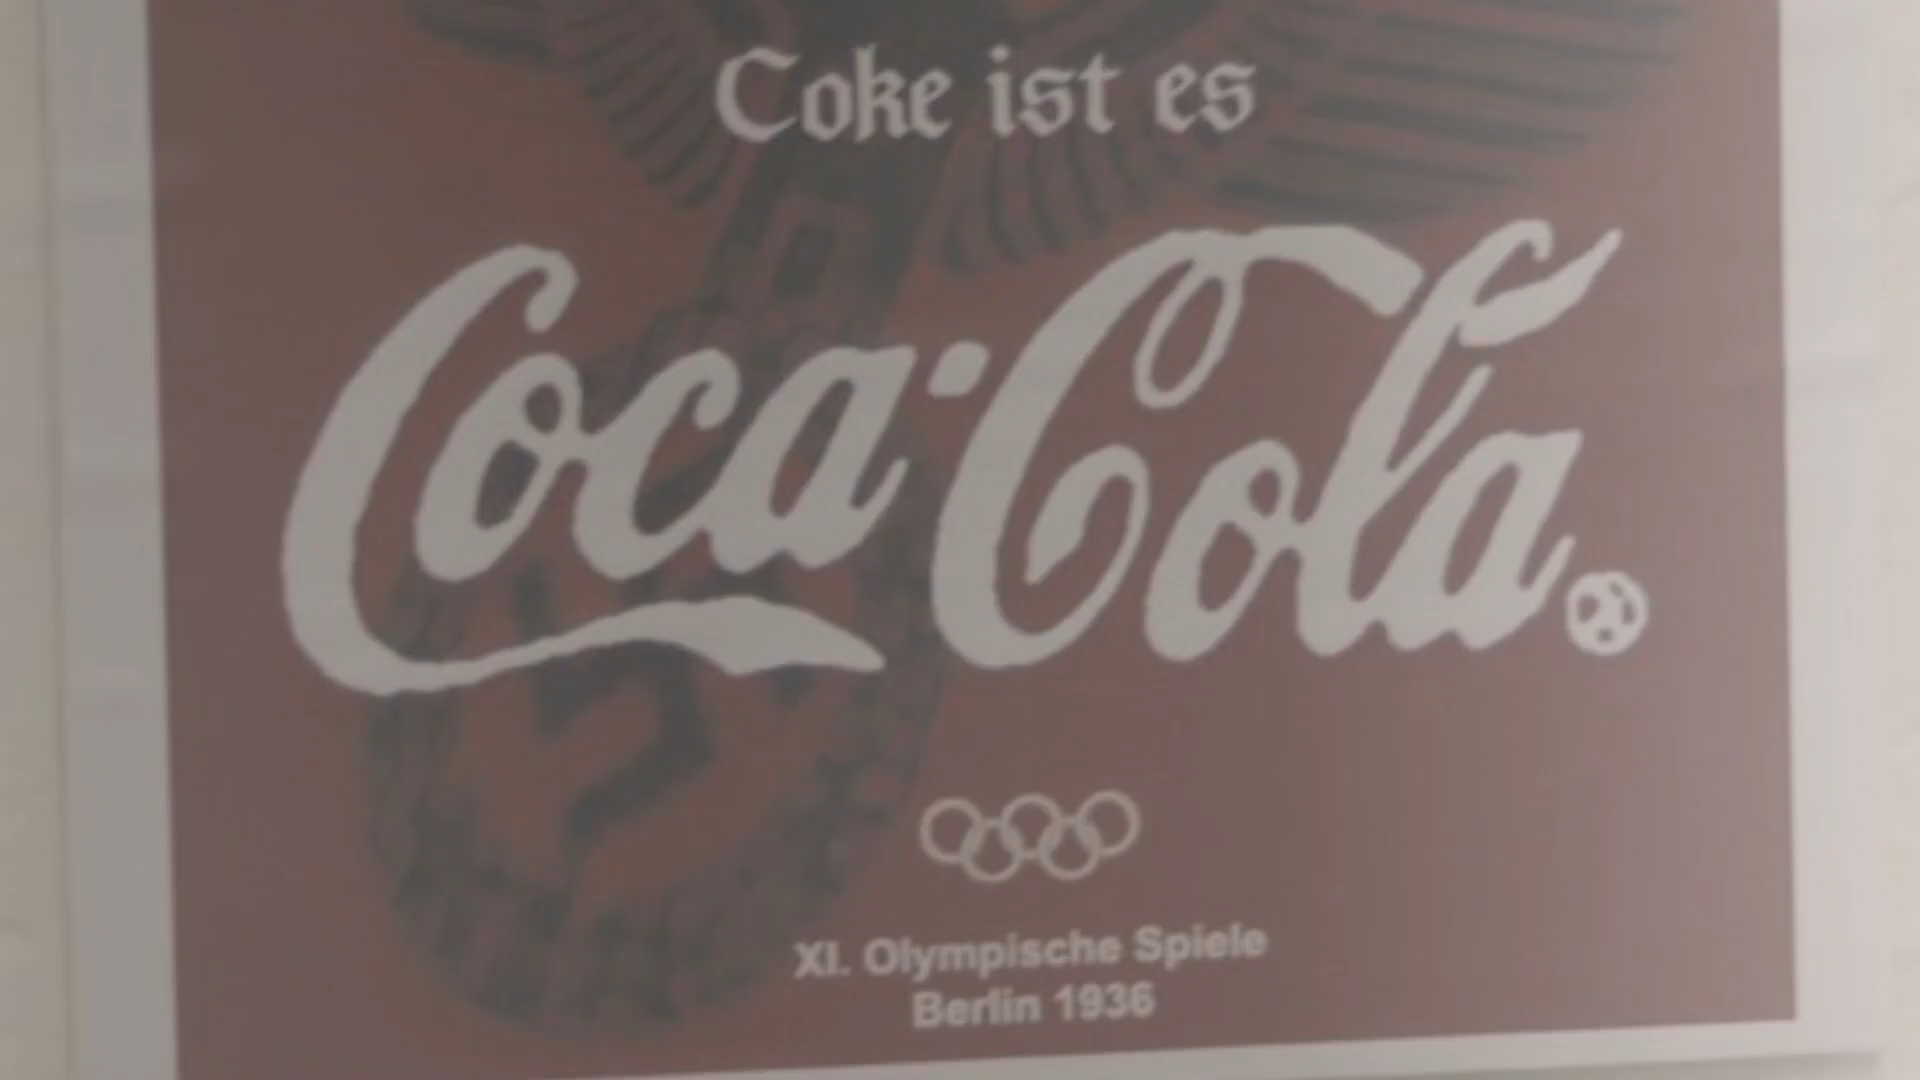 Coke ist es
Coca-Cola
XI. Olympische Spiele
Berlin 1936